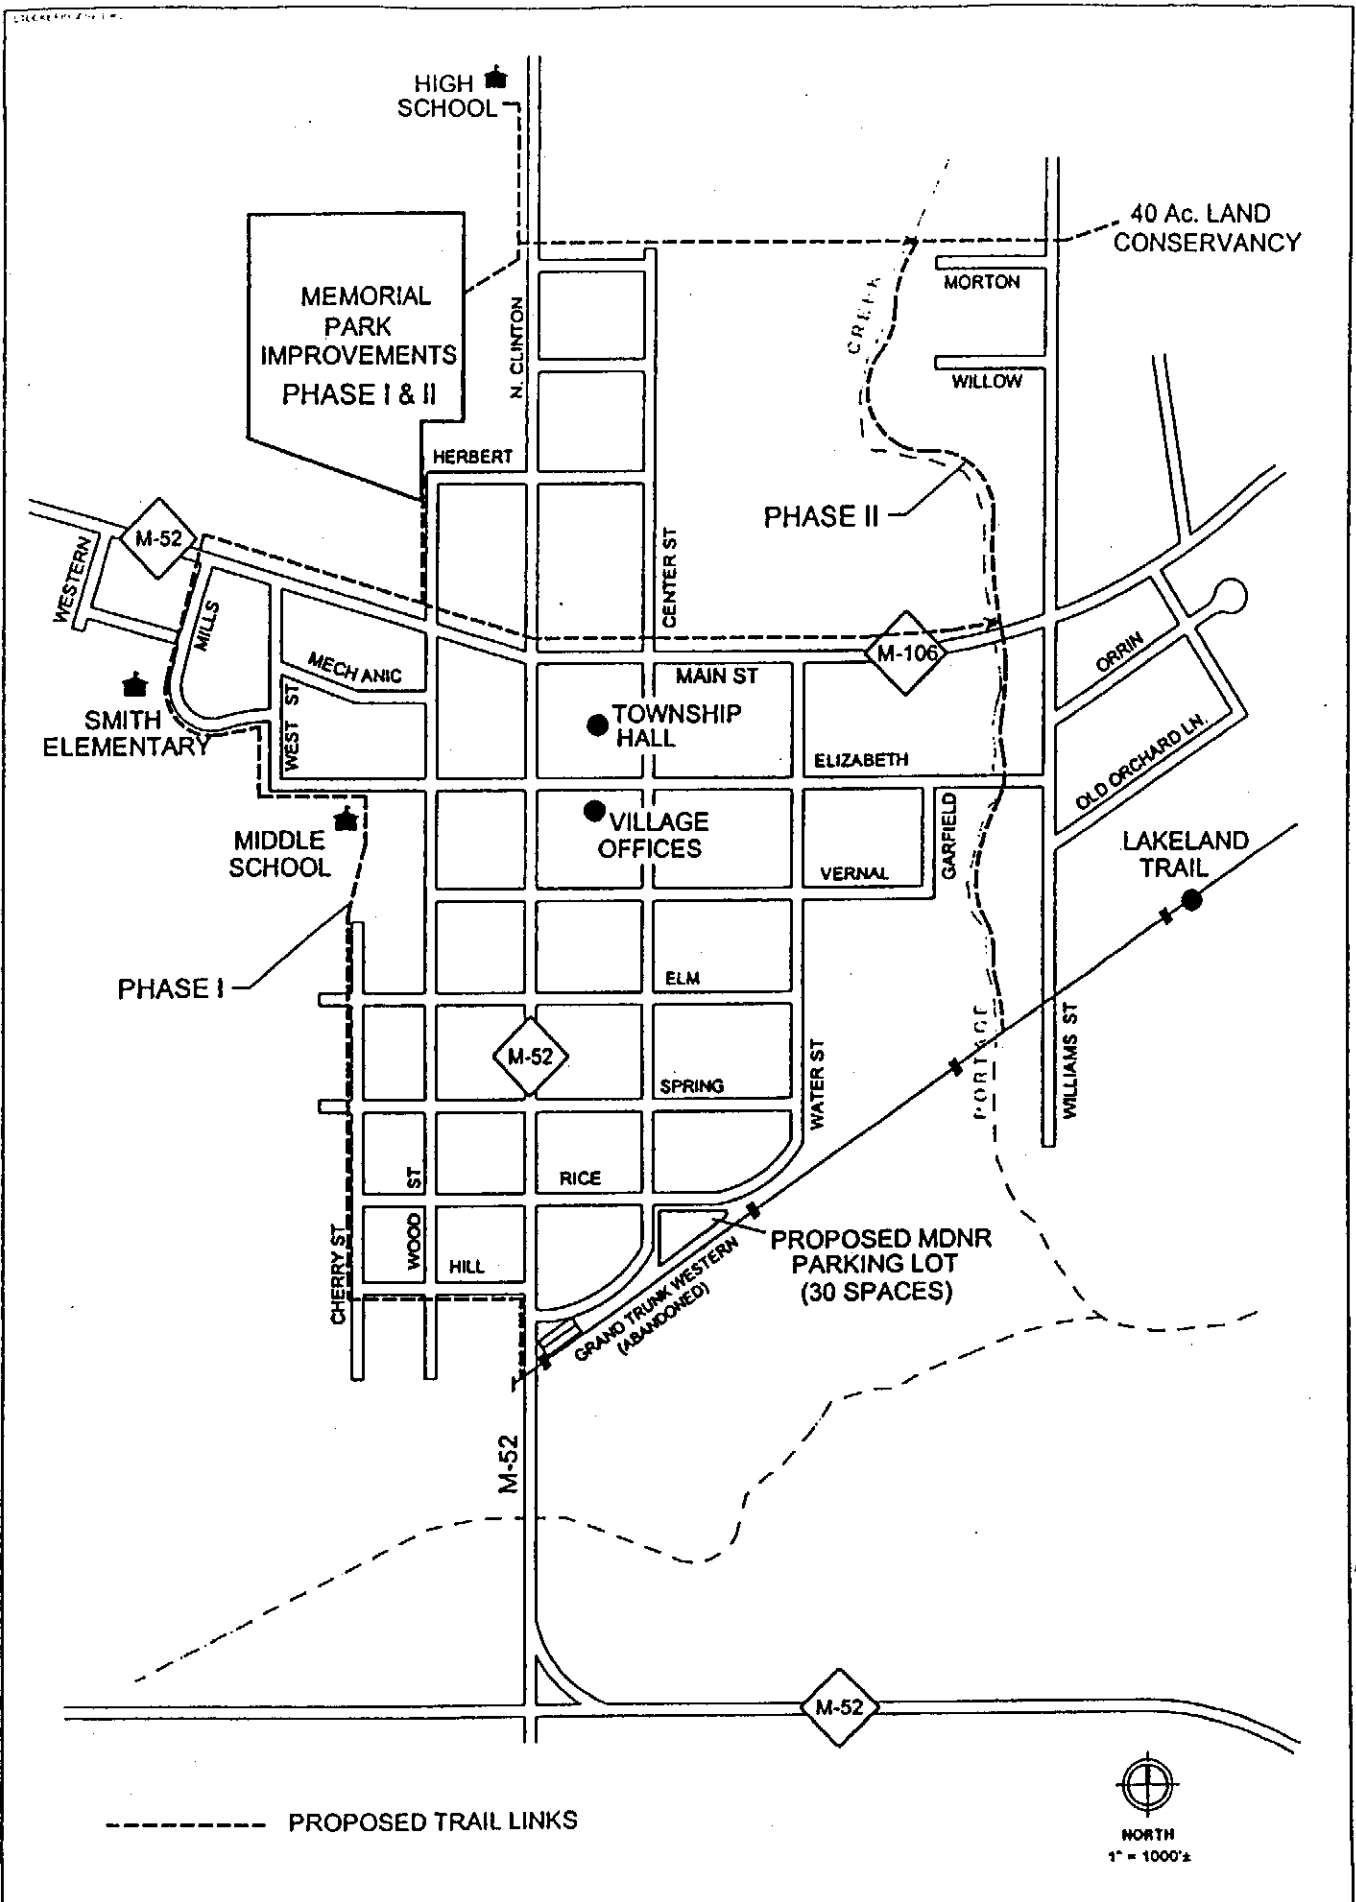 HIGH
SCHOOL
40 Ac. LAND
CONSERVANCY
MORTON
MEMORIAL
PARK
IMPROVEMENTS
PHASE I & II
N. CLINTON
CREEK
WILLOW
HERBERT
PHASE II
M-52
WESTERN
MILLS
CENTER ST
MECHANIC
M-106
MAIN ST
ORRIN
SMITH
ELEMENTARY
WEST ST
TOWNSHIP
HALL
ELIZABETH
OLD ORCHARD LN.
MIDDLE
SCHOOL
VILLAGE
OFFICES
GARFIELD
VERNAL
LAKELAND
TRAIL
PHASE I
ELM
M-52
SPRING
WATER ST
PORTAGE
WILLIAMS ST
RICE
WOOD ST
CHERRY ST
HILL
PROPOSED MDNR
PARKING LOT
(30 SPACES)
GRAND TRUNK WESTERN
(ABANDONED)
M-52
M-52
PROPOSED TRAIL LINKS
NORTH
1" = 1000'±